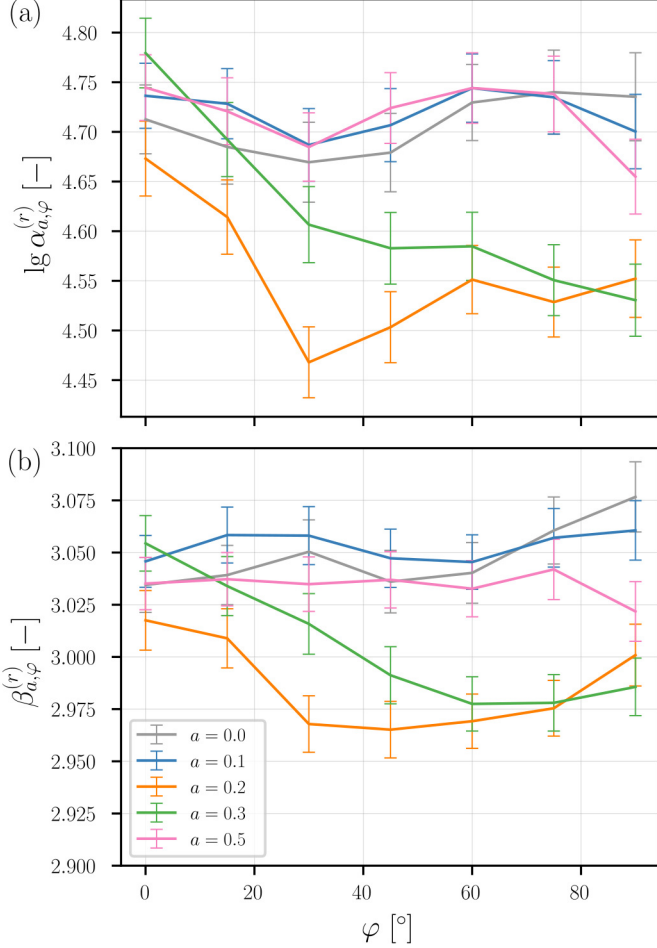 (a)
lg α_{a,φ}^{(r)} [−]
4.80
4.75
4.70
4.65
4.60
4.55
4.50
4.45
(b)
β_{a,φ}^{(r)} [−]
3.100
3.075
3.050
3.025
3.000
2.975
2.950
2.925
2.900
a = 0.0
a = 0.1
a = 0.2
a = 0.3
a = 0.5
0 20 40 60 80
φ [°]